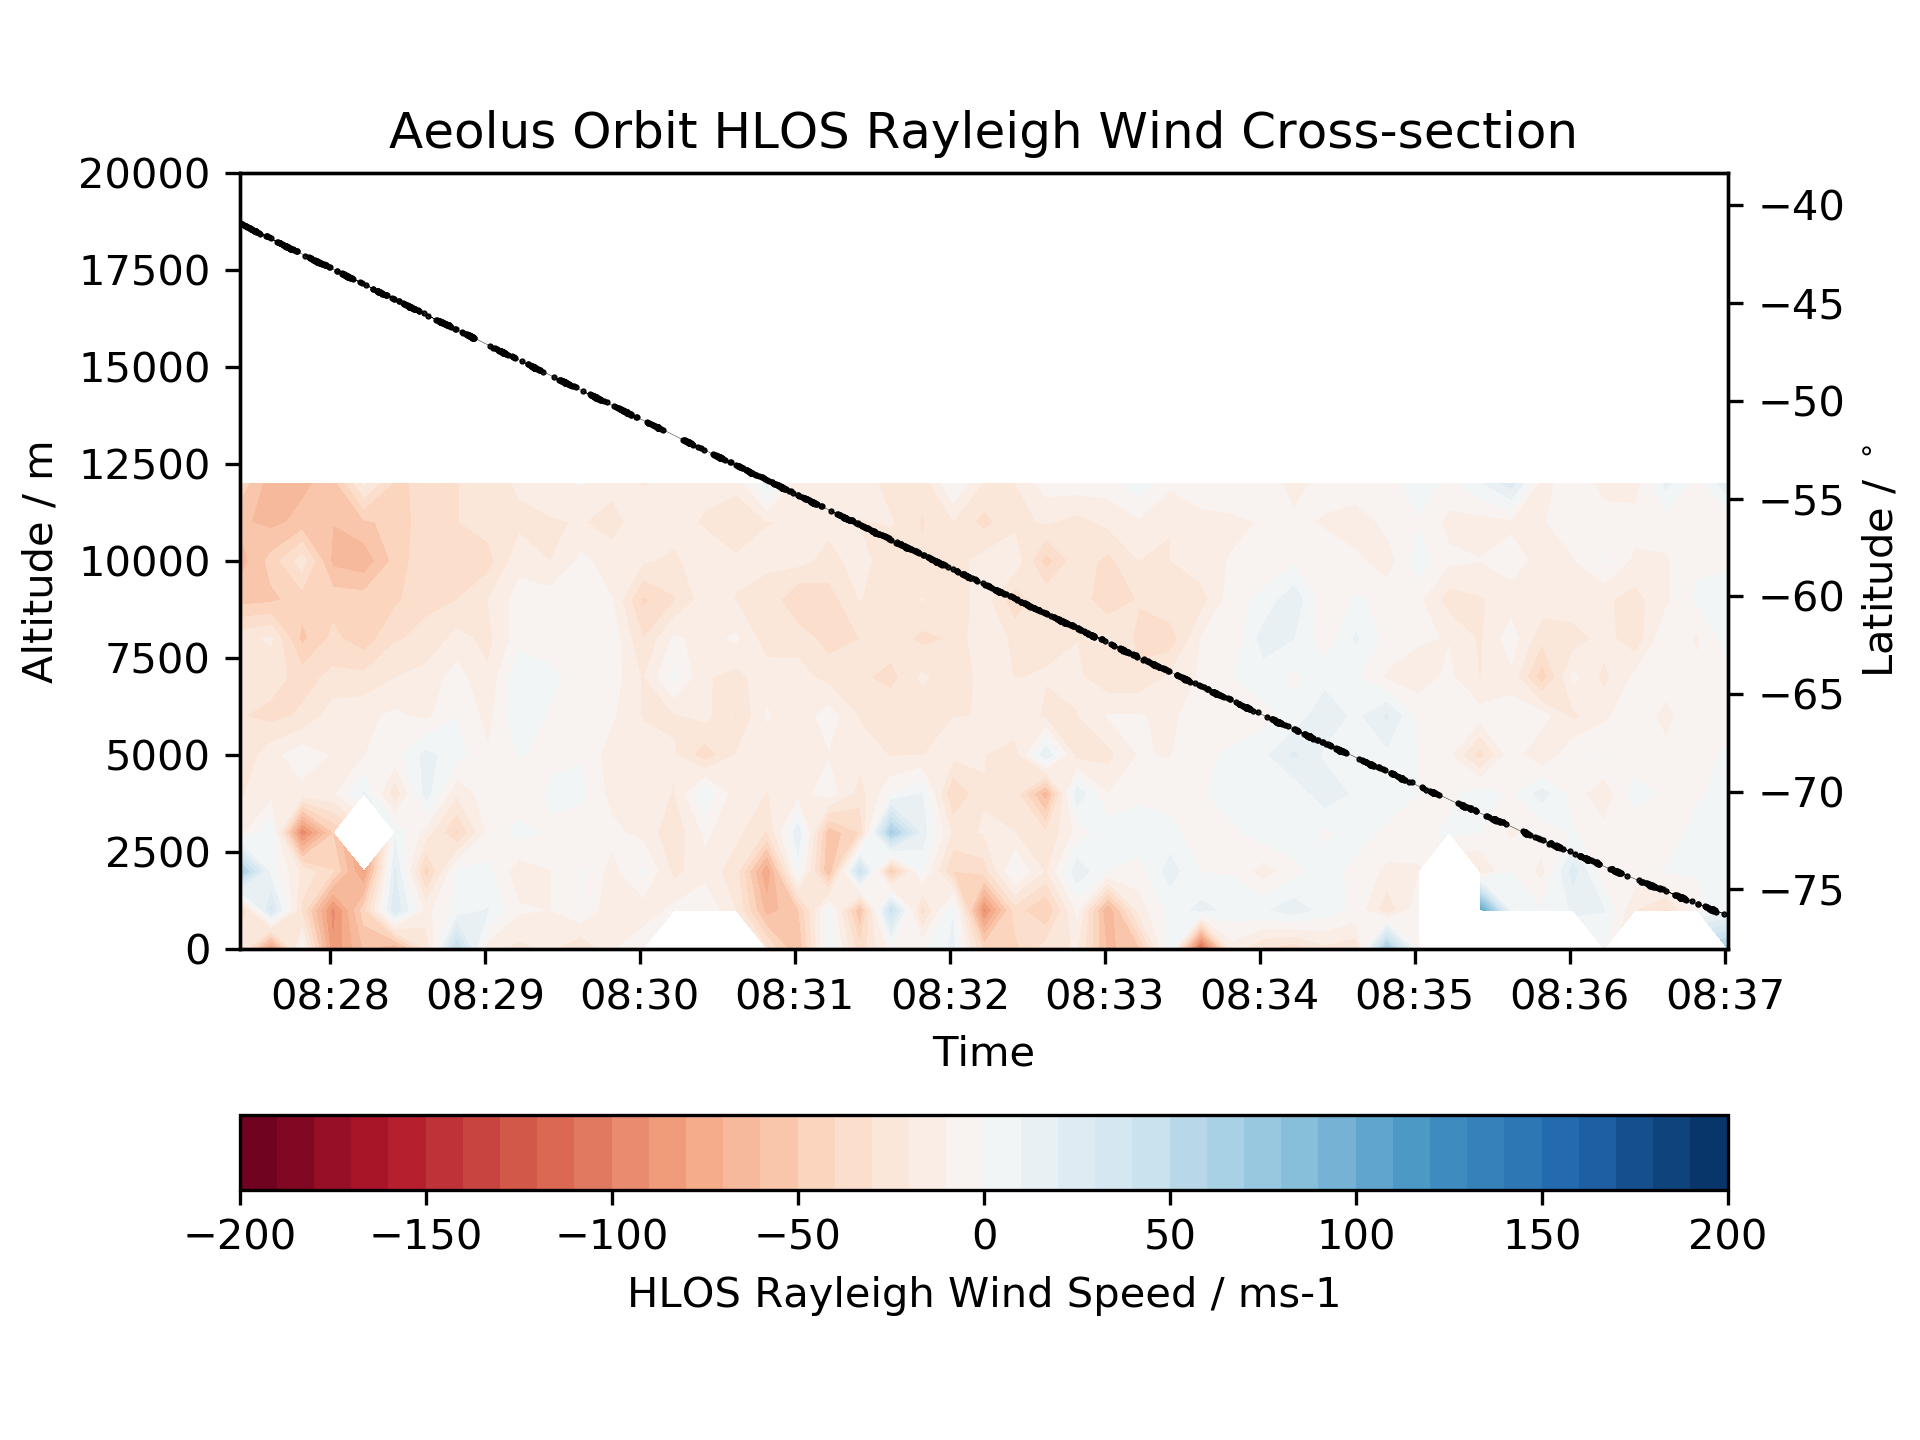 Aeolus Orbit HLOS Rayleigh Wind Cross-section
20000
17500
15000
12500
10000
7500
5000
2500
0
Altitude / m
−40
−45
−50
−55
−60
−65
−70
−75
Latitude / °
08:28 08:29 08:30 08:31 08:32 08:33 08:34 08:35 08:36 08:37
Time
−200 −150 −100 −50 0 50 100 150 200
HLOS Rayleigh Wind Speed / ms-1